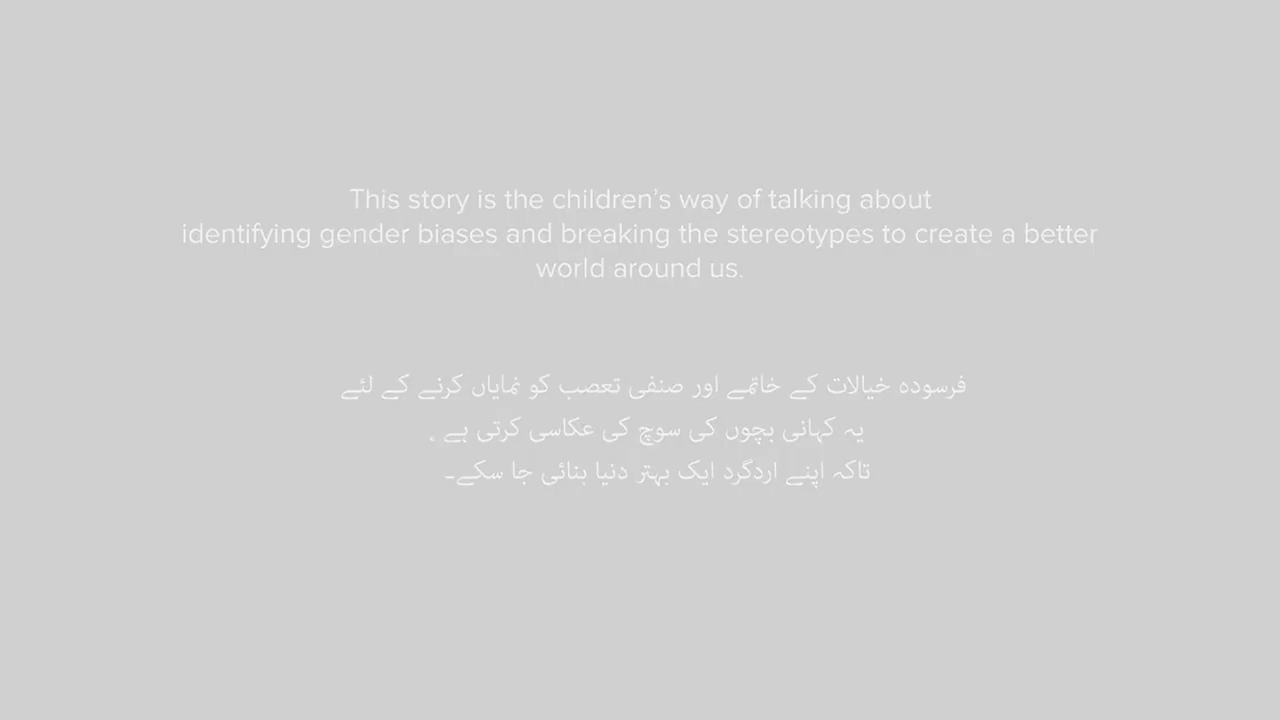 This story is the children's way of talking about
identifying gender biases and breaking the stereotypes to create a better
world around us.
فرسودہ خیالات کے خاتمے اور صنفی تعصب کو نمایاں کرنے کے لئے
یہ کہانی بچوں کی سوچ کی عکاسی کرتی ہے ،
تاکہ اپنے اردگرد ایک بہتر دنیا بنائی جا سکے۔